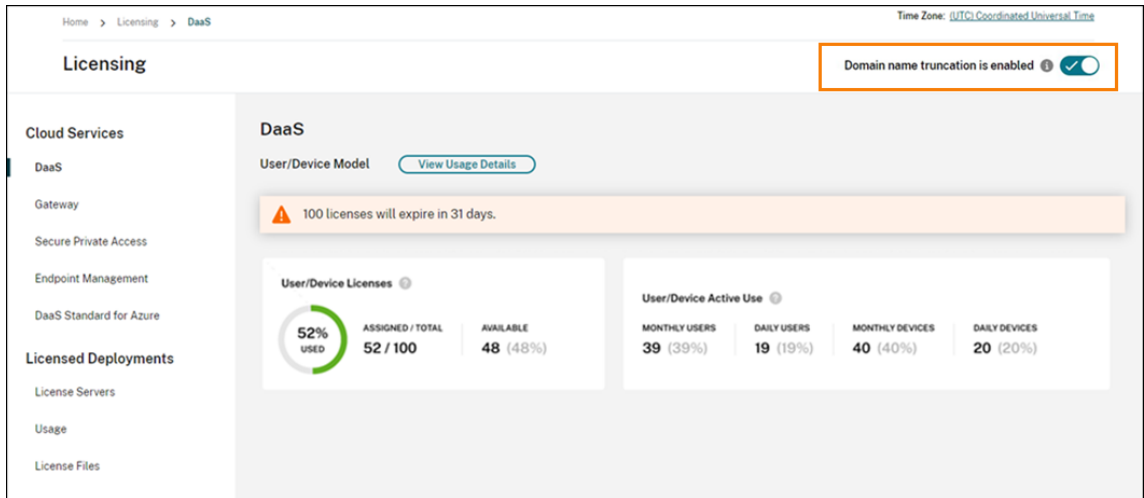 Home > Licensing > DaaS
Time Zone: (UTC) Coordinated Universal Time
Licensing
Domain name truncation is enabled
Cloud Services
DaaS
Gateway
Secure Private Access
Endpoint Management
DaaS Standard for Azure
Licensed Deployments
License Servers
Usage
License Files
DaaS
User/Device Model
View Usage Details
100 licenses will expire in 31 days.
User/Device Licenses ?
52%
USED
ASSIGNED / TOTAL
52 / 100
AVAILABLE
48 (48%)
User/Device Active Use ?
MONTHLY USERS
39 (39%)
DAILY USERS
19 (19%)
MONTHLY DEVICES
40 (40%)
DAILY DEVICES
20 (20%)